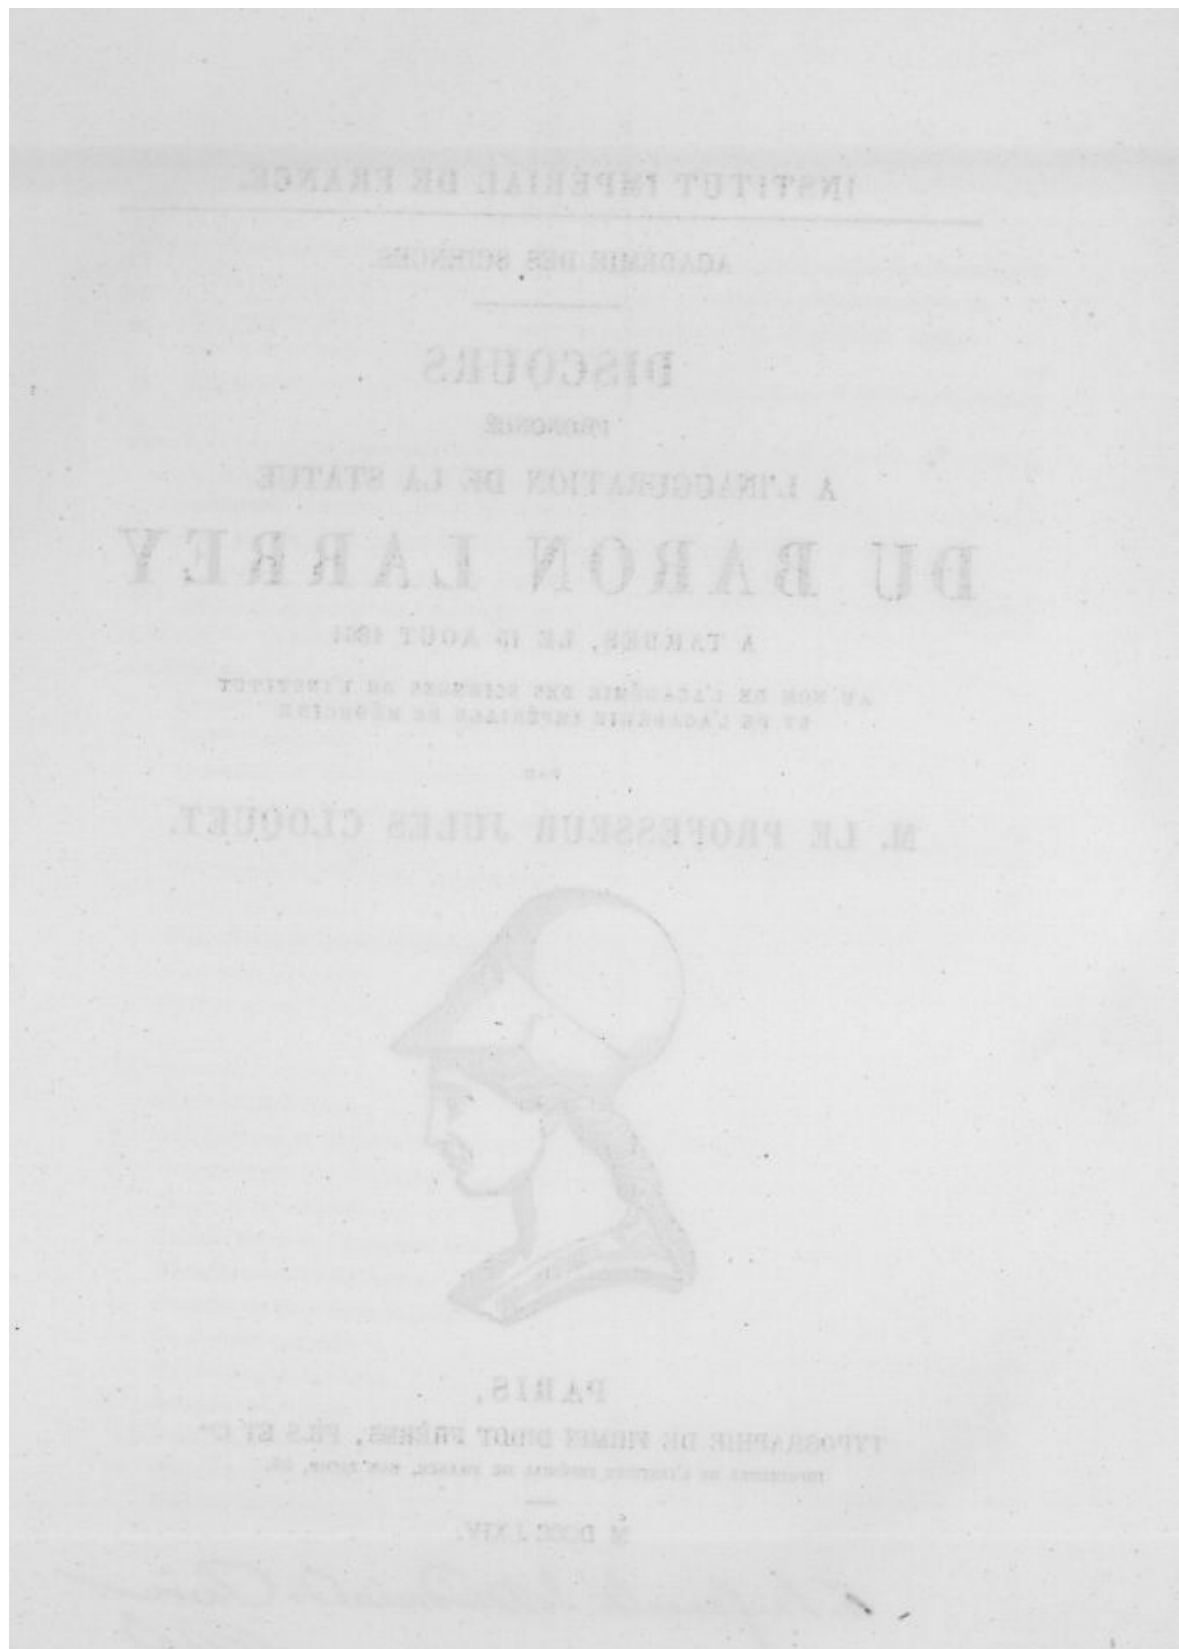 INSTITUT IMPÉRIAL DE FRANCE.
ACADÉMIE DES SCIENCES.
DISCOURS
PRONONCÉ
A L'INAUGURATION DE LA STATUE
DU BARON LARREY
A TARBES, LE 15 AOUT 1864
AU NOM DE L'ACADÉMIE DES SCIENCES DE L'INSTITUT
ET DE L'ACADÉMIE IMPÉRIALE DE MÉDECINE
PAR
M. LE PROFESSEUR JULES CLOQUET.
PARIS,
TYPOGRAPHIE DE FIRMIN DIDOT FRÈRES, FILS ET Cie
IMPRIMEURS DE L'INSTITUT IMPÉRIAL DE FRANCE, RUE JACOB, 56.
M DCCC LXIV.